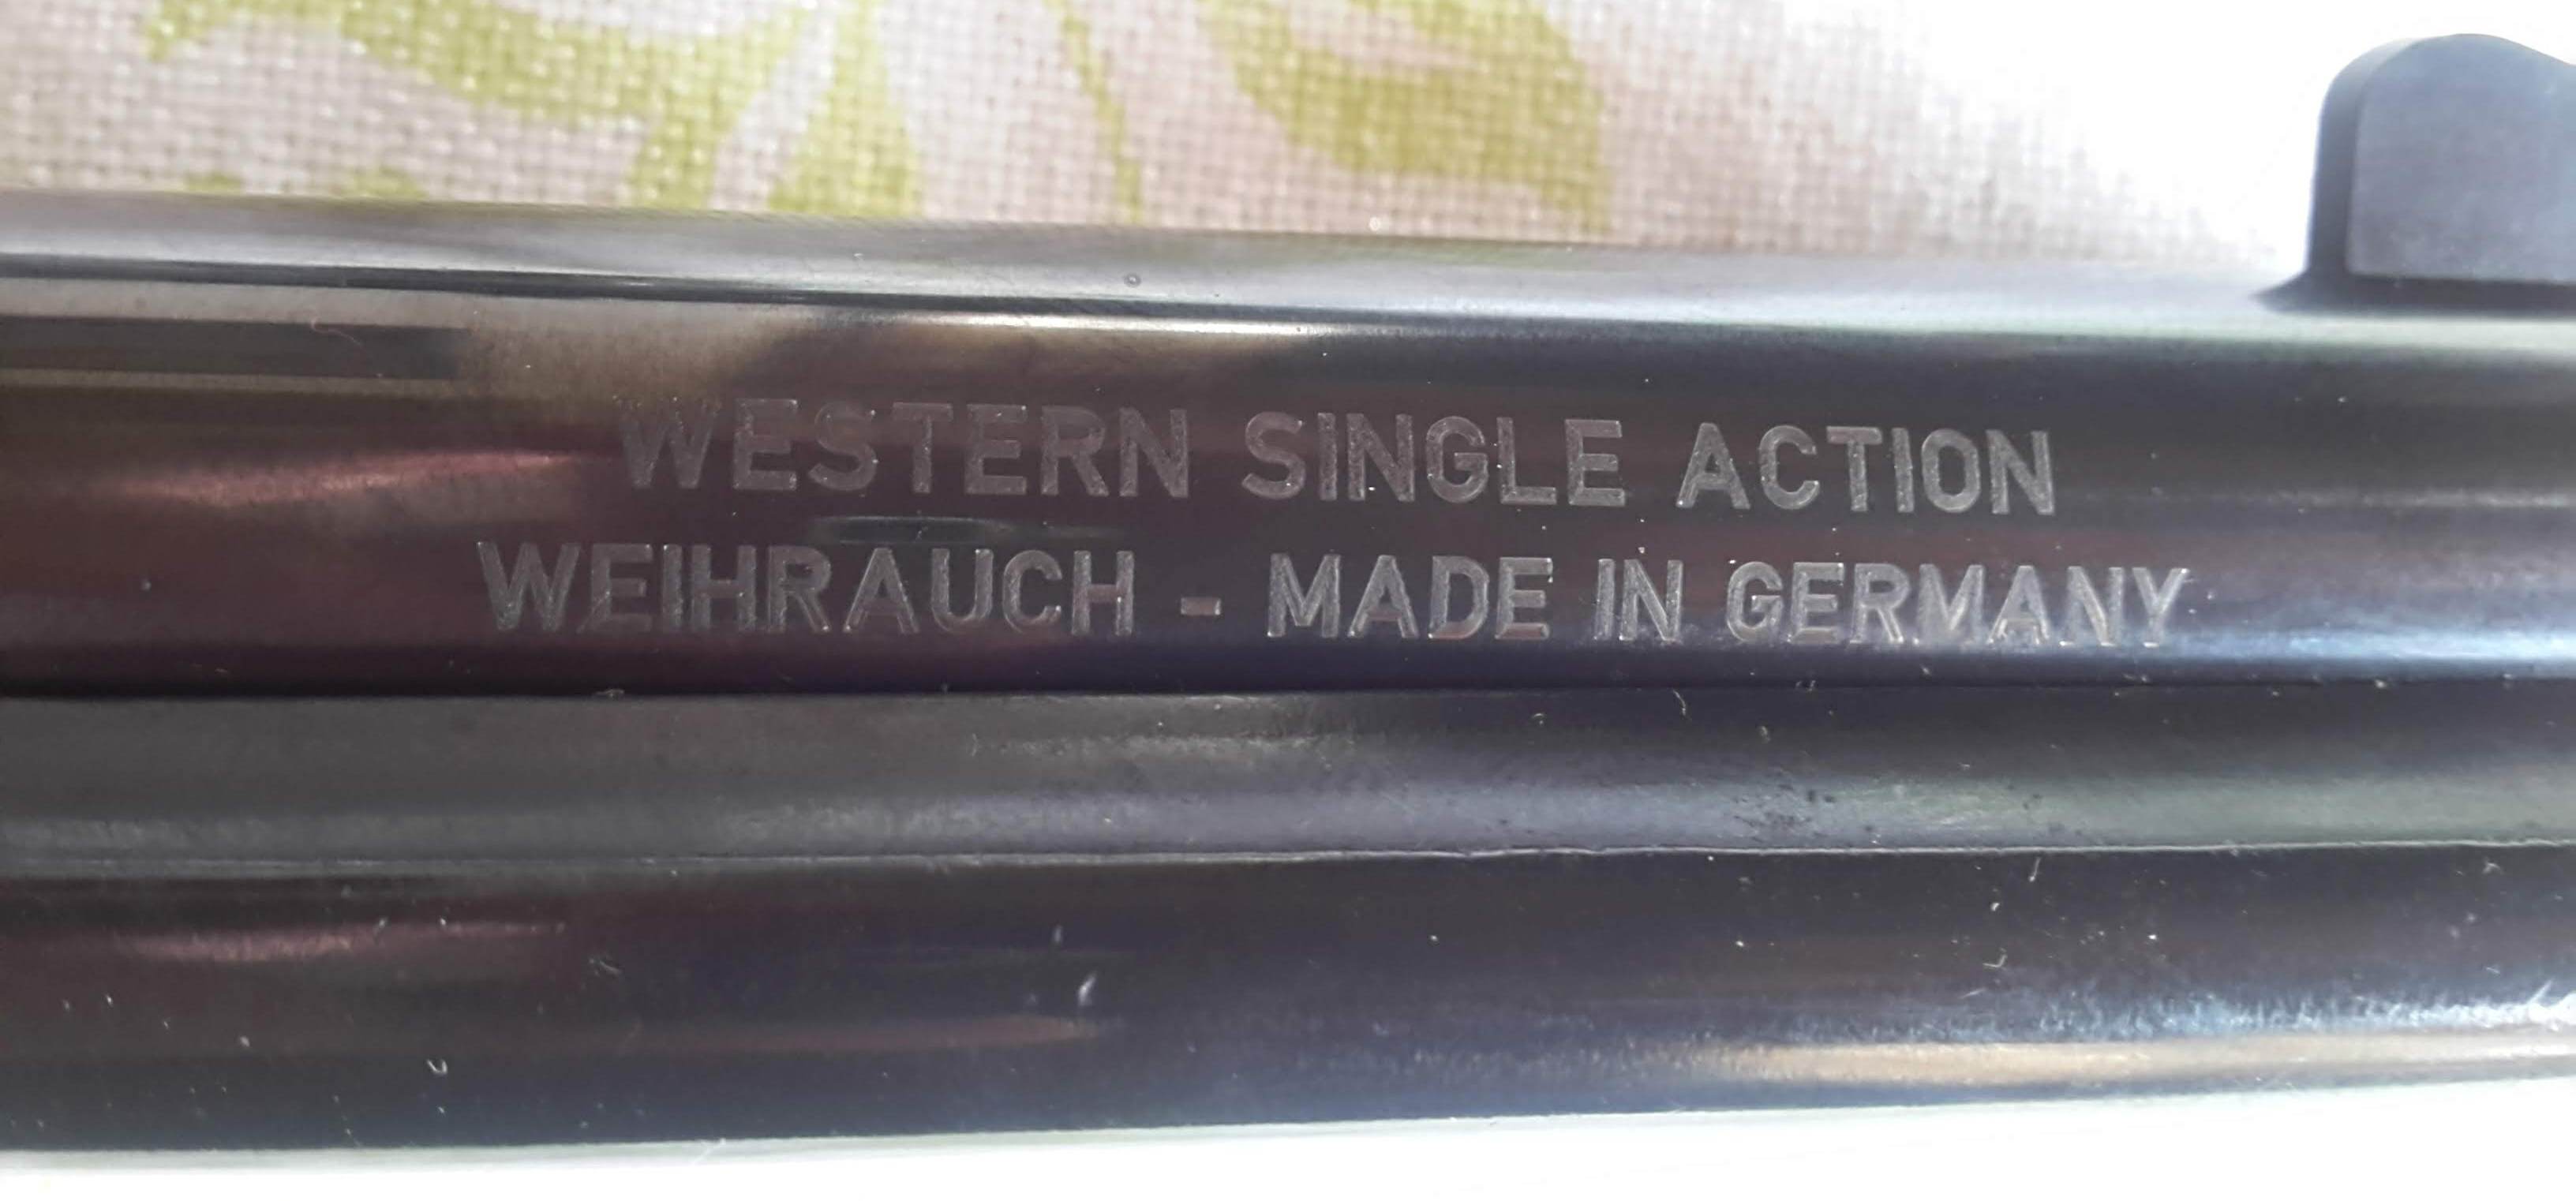 WESTERN SINGLE ACTION
WEIHRAUCH - MADE IN GERMANY